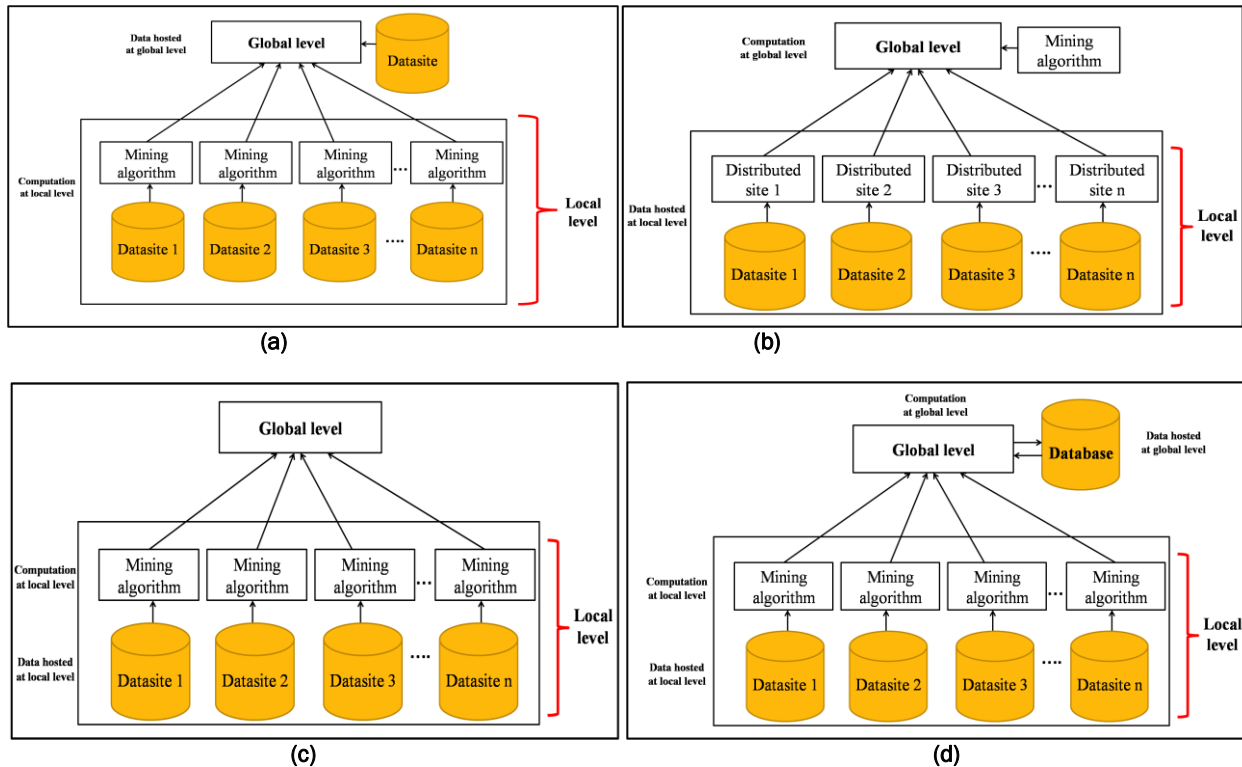 Data hosted
at global level
Global level
Datasite
Computation
at local level
Mining
algorithm
Mining
algorithm
Mining
algorithm
...
Mining
algorithm
Datasite 1
Datasite 2
Datasite 3
....
Datasite n
Local
level
(a)
Computation
at global level
Global level
Mining
algorithm
Data hosted
at local level
Distributed
site 1
Distributed
site 2
Distributed
site 3
...
Distributed
site n
Datasite 1
Datasite 2
Datasite 3
....
Datasite n
Local
level
(b)
Global level
Computation
at local level
Mining
algorithm
Mining
algorithm
Mining
algorithm
...
Mining
algorithm
Data hosted
at local level
Datasite 1
Datasite 2
Datasite 3
....
Datasite n
Local
level
(c)
Computation
at global level
Global level
Database
Data hosted
at global level
Computation
at local level
Mining
algorithm
Mining
algorithm
Mining
algorithm
...
Mining
algorithm
Data hosted
at local level
Datasite 1
Datasite 2
Datasite 3
....
Datasite n
Local
level
(d)